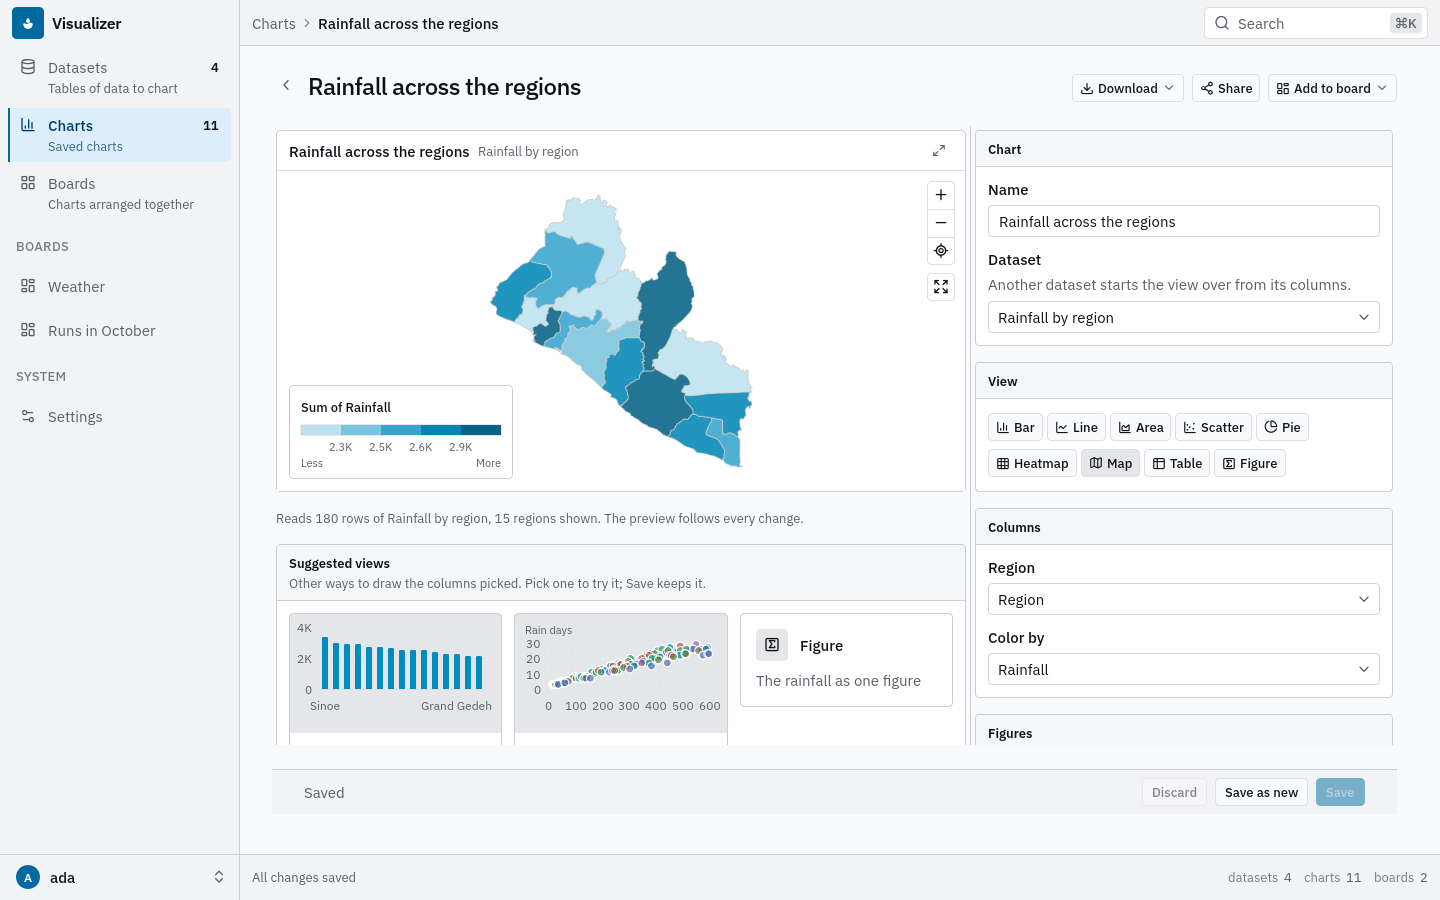 Visualizer
Datasets 4
Tables of data to chart
Charts 11
Saved charts
Boards
Charts arranged together
BOARDS
Weather
Runs in October
SYSTEM
Settings
A ada
Charts > Rainfall across the regions
Search ⌘K
Rainfall across the regions
Download
Share
Add to board
Rainfall across the regions Rainfall by region
Sum of Rainfall
2.3K 2.5K 2.6K 2.9K
Less More
Reads 180 rows of Rainfall by region, 15 regions shown. The preview follows every change.
Suggested views
Other ways to draw the columns picked. Pick one to try it; Save keeps it.
4K
2K
0
Sinoe Grand Gedeh
Rain days
30
20
10
0
0 100 200 300 400 500 600
Figure
The rainfall as one figure
Chart
Name
Rainfall across the regions
Dataset
Another dataset starts the view over from its columns.
Rainfall by region
View
Bar Line Area Scatter Pie
Heatmap Map Table Figure
Columns
Region
Region
Color by
Rainfall
Figures
Saved
Discard Save as new Save
All changes saved
datasets 4 charts 11 boards 2